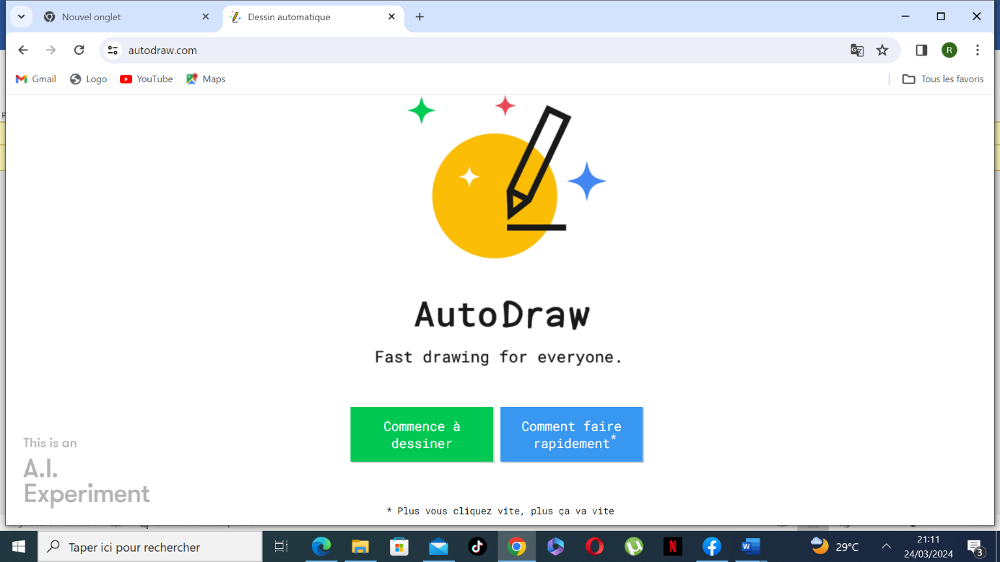 Nouvel onglet
Dessin automatique
autodraw.com
R
Gmail
Logo
YouTube
Maps
Tous les favoris
AutoDraw
Fast drawing for everyone.
Commence à
dessiner
Comment faire
rapidement*
This is an
A.I.
Experiment
* Plus vous cliquez vite, plus ça va vite
Taper ici pour rechercher
N
W
29°C
21:11
24/03/2024
3